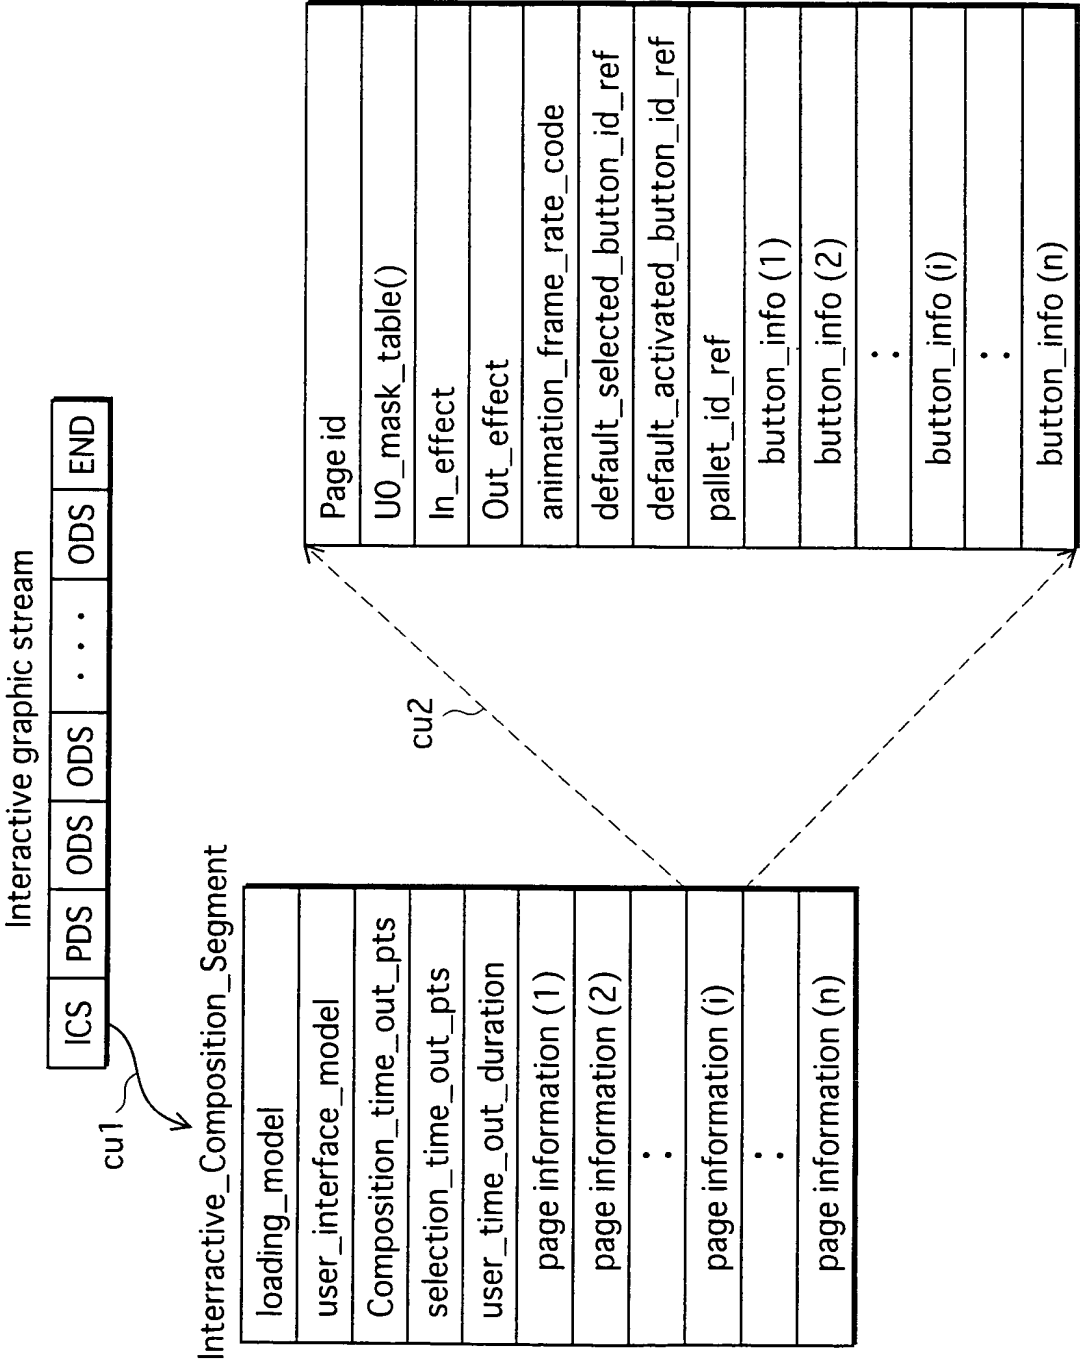 Interactive graphic stream
ICS PDS ODS ODS . . . ODS END
cu1
Interractive_Composition_Segment
loading_model
user_interface_model
Composition_time_out_pts
selection_time_out_pts
user_time_out_duration
page information (1)
page information (2)
:
page information (i)
:
page information (n)
cu2
Page id
UO_mask_table()
In_effect
Out_effect
animation_frame_rate_code
default_selected_button_id_ref
default_activated_button_id_ref
pallet_id_ref
button_info (1)
button_info (2)
:
button_info (i)
:
button_info (n)